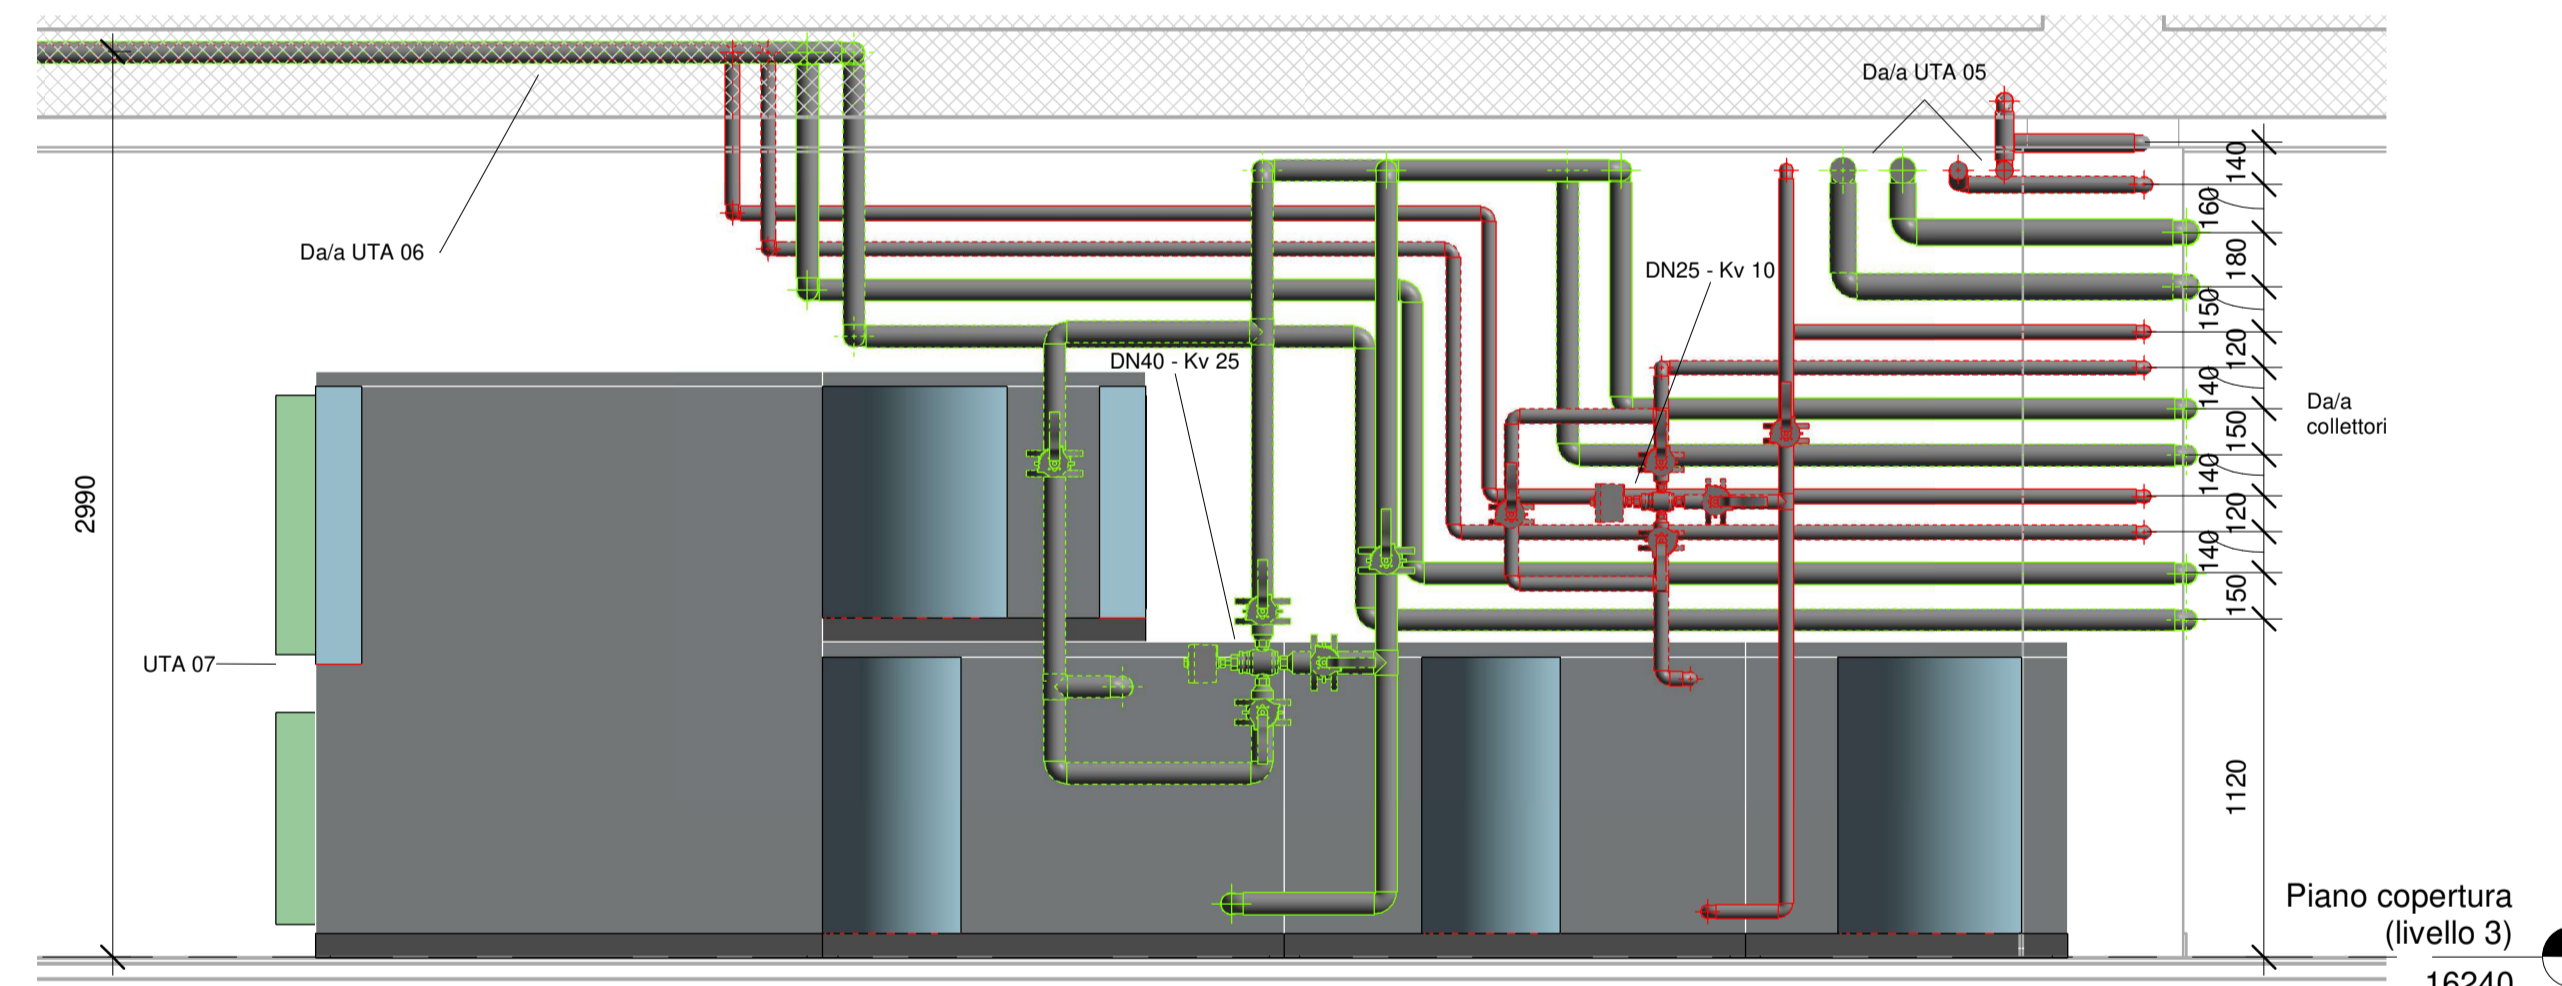 Da/a UTA 05
140
160
Da/a UTA 06
180
DN25 - Kv 10
150
120
DN40 - Kv 25
140
Da/a
collettori
150
140
2990
120
140
150
UTA 07
1120
Piano copertura
(livello 3)
16240